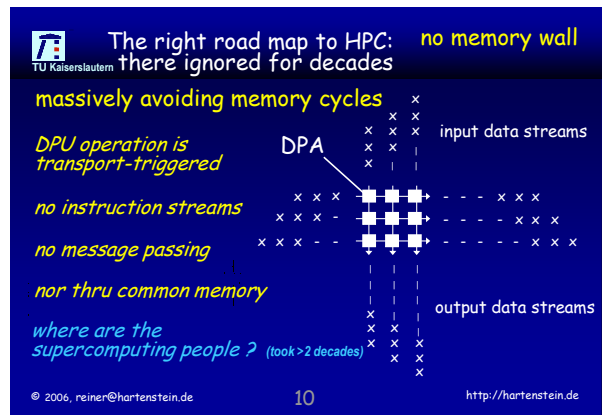 The right road map to HPC:
there ignored for decades
no memory wall
TU Kaiserslautern
massively avoiding memory cycles
DPU operation is
transport-triggered
no instruction streams
no message passing
nor thru common memory
where are the
supercomputing people ? (took >2 decades)
DPA
input data streams
x
x x
x x x
x x
x
x x x
- - - x x x
x x x -
- - - - x x x
x x x - -
- - - - - x x x
output data streams
x
x x
x x x
x x
x
© 2006, reiner@hartenstein.de
10
http://hartenstein.de